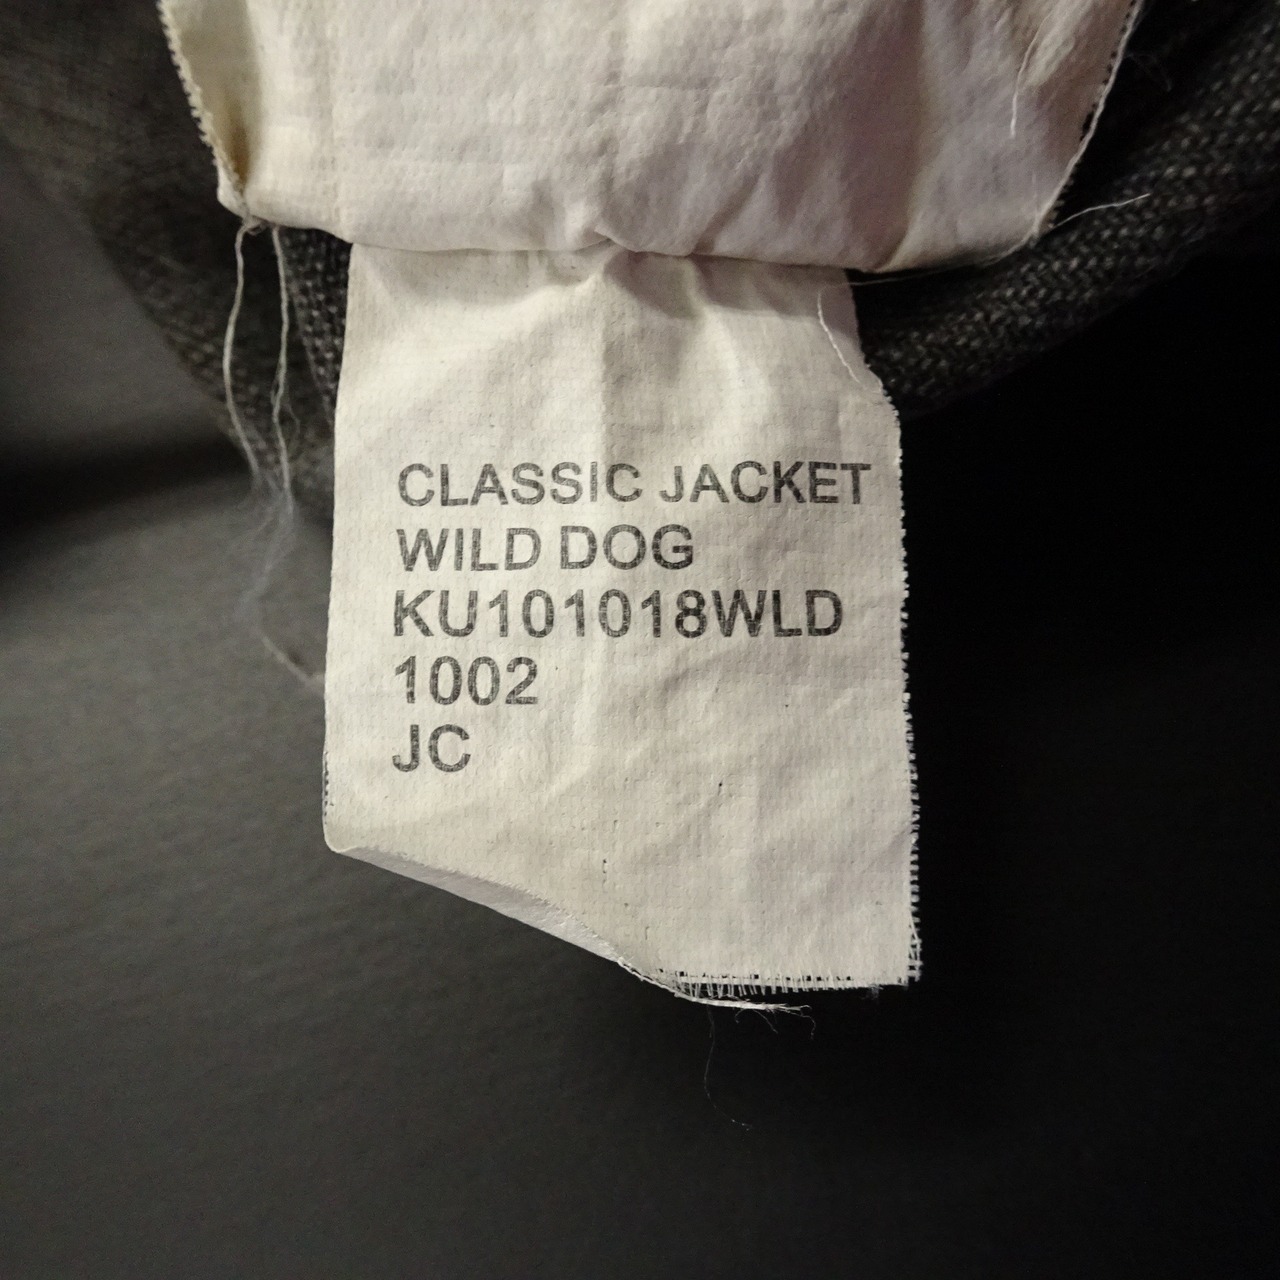 CLASSIC JACKET
WILD DOG
KU101018WLD
1002
JC